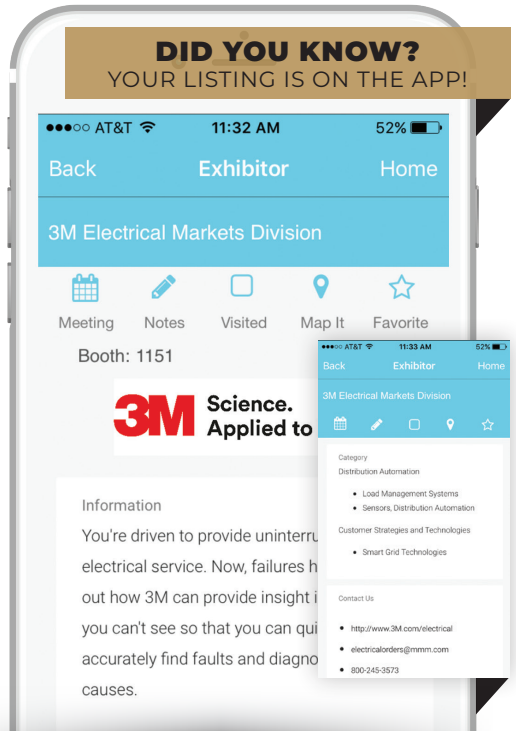 DID YOU KNOW?
YOUR LISTING IS ON THE APP!
AT&T 11:32 AM 52%
Back Exhibitor Home
3M Electrical Markets Division
Meeting Notes Visited Map It Favorite
Booth: 1151
3M Science.
Applied to
Information
You're driven to provide uninterru
electrical service. Now, failures h
out how 3M can provide insight i
you can't see so that you can qui
accurately find faults and diagno
causes.
AT&T 11:33 AM 52%
Back Exhibitor Home
3M Electrical Markets Division
Category
Distribution Automation
• Load Management Systems
• Sensors, Distribution Automation
Customer Strategies and Technologies
• Smart Grid Technologies
Contact Us
• http://www.3M.com/electrical
• electricalorders@mmm.com
• 800-245-3573